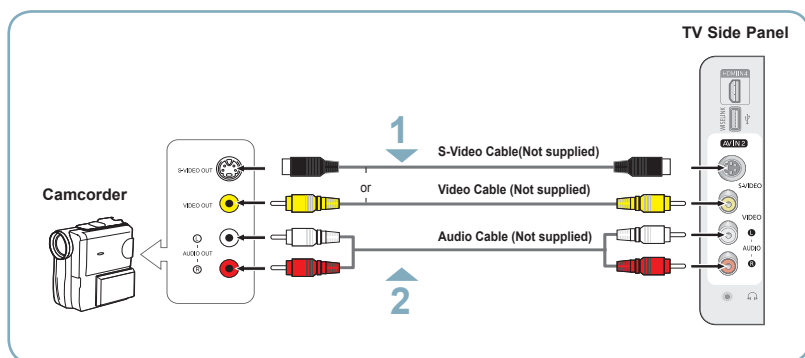 TV Side Panel
HDMI IN 4
WISELINK
AV IN 2
1
S-Video Cable(Not supplied)
S-VIDEO OUT
S-VIDEO
Camcorder
or
Video Cable (Not supplied)
VIDEO OUT
VIDEO
L
AUDIO OUT
R
Audio Cable (Not supplied)
L
AUDIO
R
2